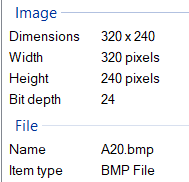 Image
Dimensions 320 x 240
Width 320 pixels
Height 240 pixels
Bit depth 24
File
Name A20.bmp
Item type BMP File